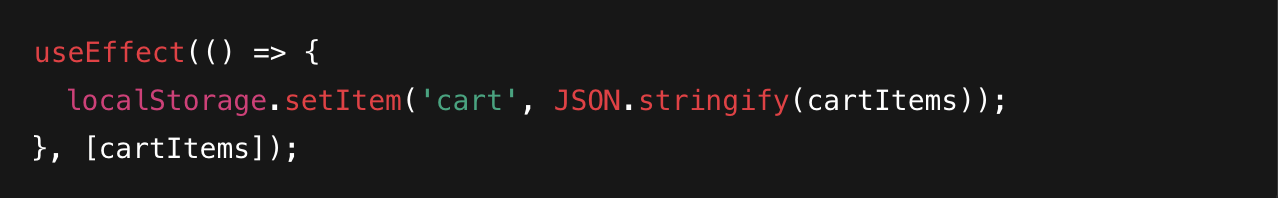 useEffect(() => {
  localStorage.setItem('cart', JSON.stringify(cartItems));
}, [cartItems]);